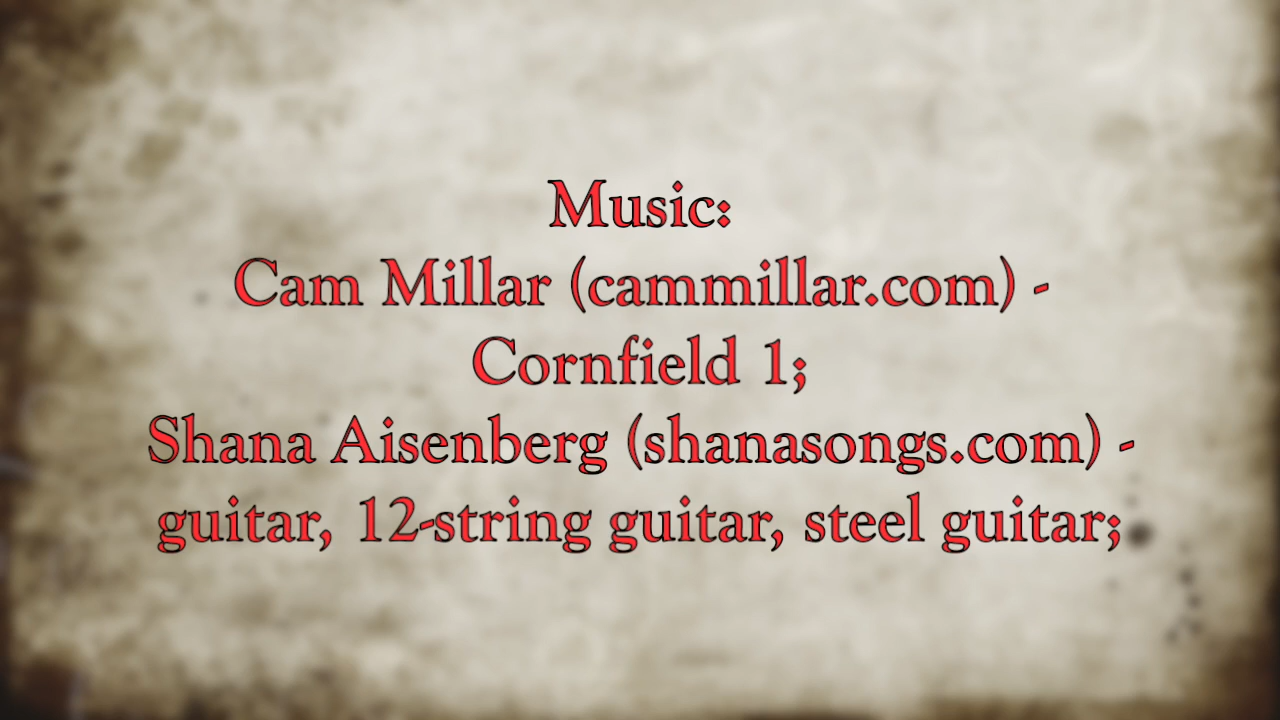 Music:
Cam Millar (cammillar.com) -
Cornfield 1;
Shana Aisenberg (shanasongs.com) -
guitar, 12-string guitar, steel guitar;